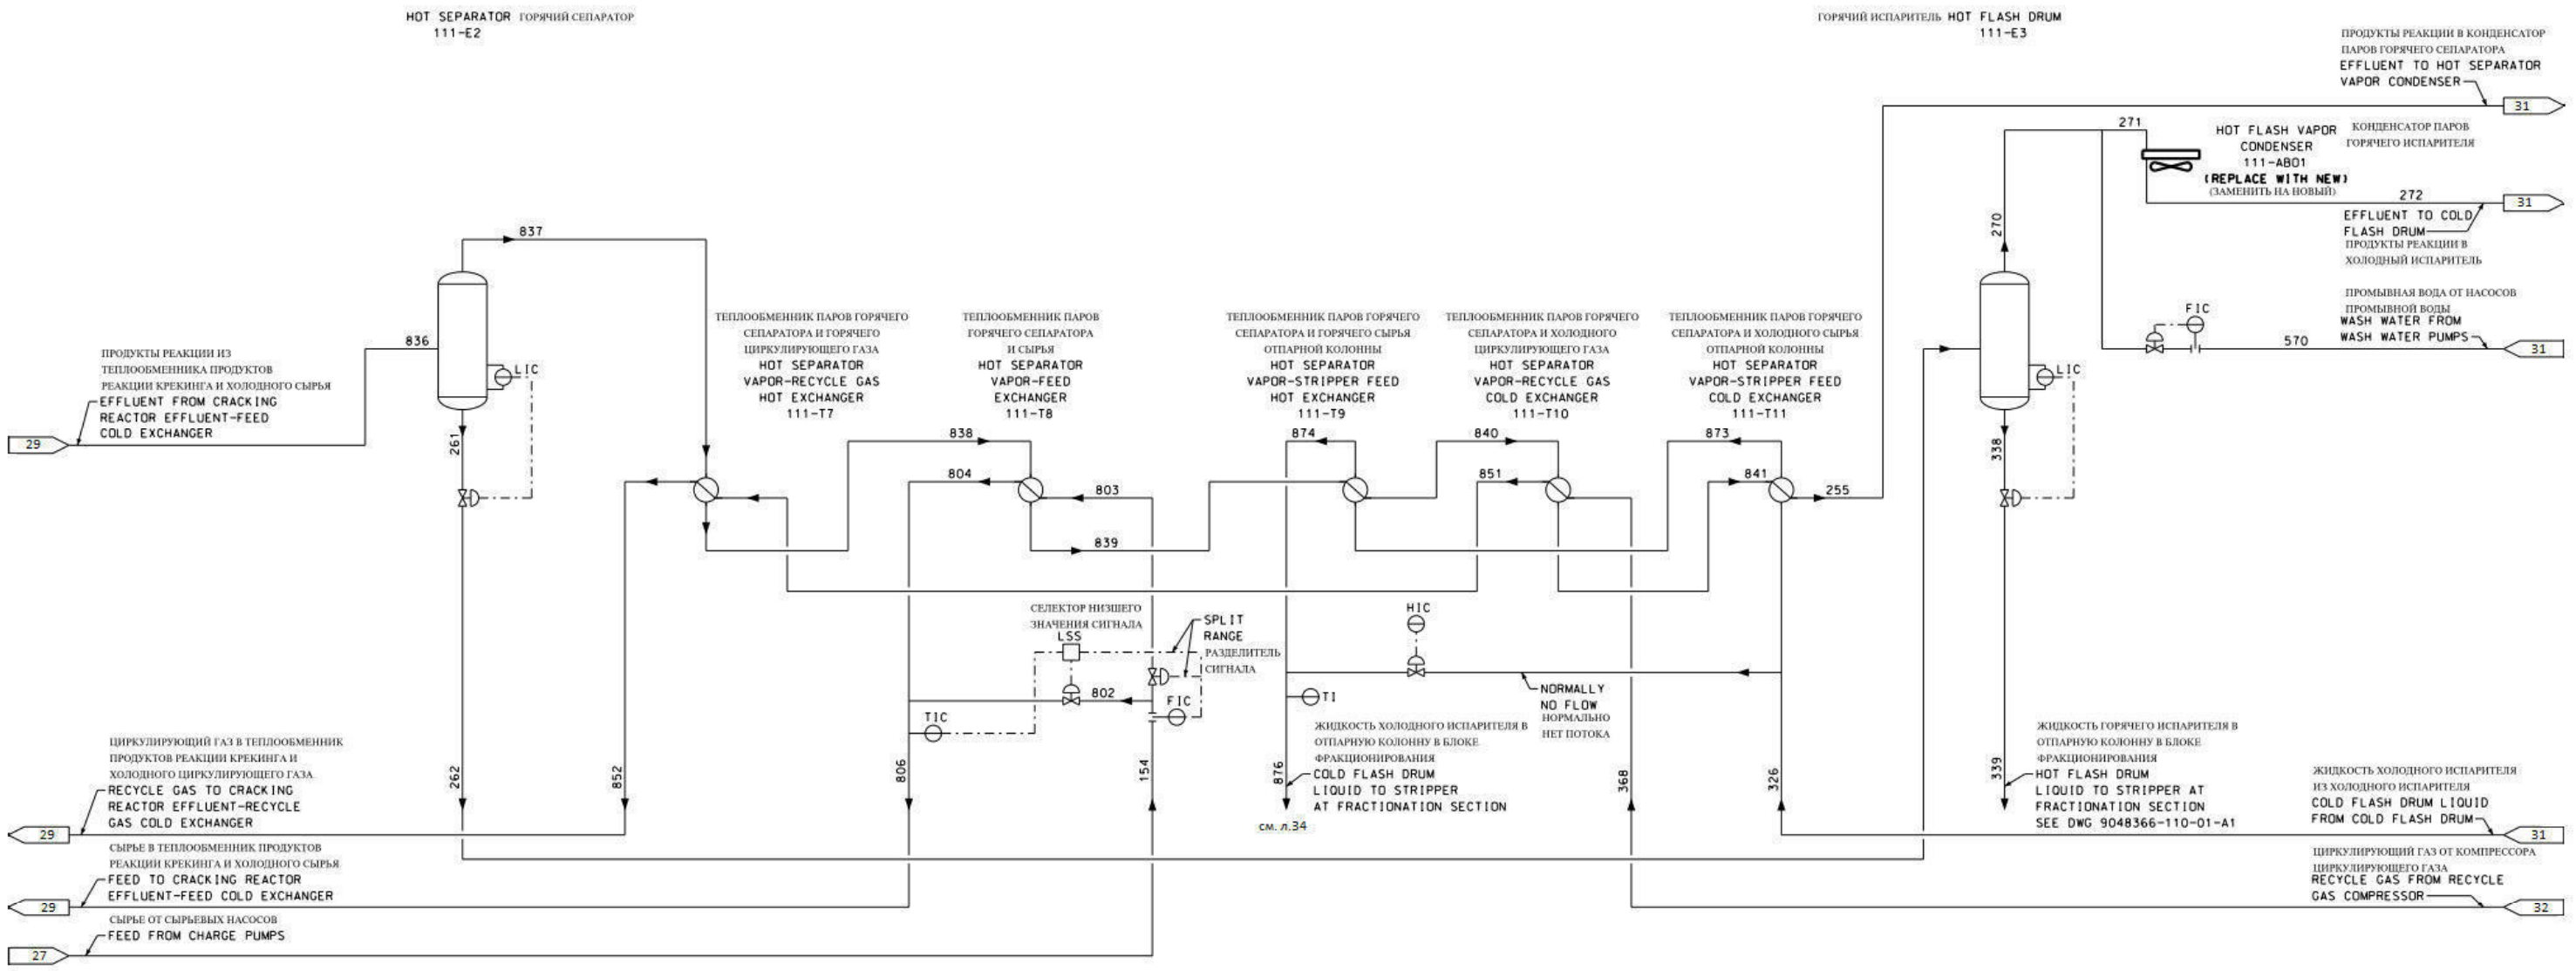 HOT SEPARATOR ГОРЯЧИЙ СЕПАРАТОР
111-E2
ГОРЯЧИЙ ИСПАРИТЕЛЬ HOT FLASH DRUM
111-E3
ПРОДУКТЫ РЕАКЦИИ В КОНДЕНСАТОР
ПАРОВ ГОРЯЧЕГО СЕПАРАТОРА
EFFLUENT TO HOT SEPARATOR
VAPOR CONDENSER
31
271
HOT FLASH VAPOR
CONDENSER
111-AB01
(REPLACE WITH NEW)
(ЗАМЕНИТЬ НА НОВЫЙ)
КОНДЕНСАТОР ПАРОВ
ГОРЯЧЕГО ИСПАРИТЕЛЯ
272
31
EFFLUENT TO COLD
FLASH DRUM
ПРОДУКТЫ РЕАКЦИИ В
ХОЛОДНЫЙ ИСПАРИТЕЛЬ
270
837
836
LIC
261
ПРОДУКТЫ РЕАКЦИИ ИЗ
ТЕПЛООБМЕННИКА ПРОДУКТОВ
РЕАКЦИИ КРЕКИНГА И ХОЛОДНОГО СЫРЬЯ
EFFLUENT FROM CRACKING
REACTOR EFFLUENT-FEED
COLD EXCHANGER
29
ТЕПЛООБМЕННИК ПАРОВ ГОРЯЧЕГО
СЕПАРАТОРА И ГОРЯЧЕГО
ЦИРКУЛИРУЮЩЕГО ГАЗА
HOT SEPARATOR
VAPOR-RECYCLE GAS
HOT EXCHANGER
111-T7
ТЕПЛООБМЕННИК ПАРОВ
ГОРЯЧЕГО СЕПАРАТОРА
И СЫРЬЯ
HOT SEPARATOR
VAPOR-FEED
EXCHANGER
111-T8
ТЕПЛООБМЕННИК ПАРОВ ГОРЯЧЕГО
СЕПАРАТОРА И ГОРЯЧЕГО СЫРЬЯ
ОТПАРНОЙ КОЛОННЫ
HOT SEPARATOR
VAPOR-STRIPPER FEED
HOT EXCHANGER
111-T9
ТЕПЛООБМЕННИК ПАРОВ ГОРЯЧЕГО
СЕПАРАТОРА И ХОЛОДНОГО
ЦИРКУЛИРУЮЩЕГО ГАЗА
HOT SEPARATOR
VAPOR-RECYCLE GAS
COLD EXCHANGER
111-T10
ТЕПЛООБМЕННИК ПАРОВ ГОРЯЧЕГО
СЕПАРАТОРА И ХОЛОДНОГО СЫРЬЯ
ОТПАРНОЙ КОЛОННЫ
HOT SEPARATOR
VAPOR-STRIPPER FEED
COLD EXCHANGER
111-T11
FIC
570
ПРОМЫВНАЯ ВОДА ОТ НАСОСОВ
ПРОМЫВНОЙ ВОДЫ
WASH WATER FROM
WASH WATER PUMPS
31
LIC
338
838
804
803
839
874
840
851
873
841
255
СЕЛЕКТОР НИЗШЕГО
ЗНАЧЕНИЯ СИГНАЛА
LSS
SPLIT
RANGE
РАЗДЕЛИТЕЛЬ
СИГНАЛА
802
FIC
TIC
HIC
TI
NORMALLY
NO FLOW
НОРМАЛЬНО
НЕТ ПОТОКА
ЖИДКОСТЬ ХОЛОДНОГО ИСПАРИТЕЛЯ В
ОТПАРНУЮ КОЛОННУ В БЛОКЕ
ФРАКЦИОНИРОВАНИЯ
COLD FLASH DRUM
LIQUID TO STRIPPER
AT FRACTIONATION SECTION
см. л.34
262
852
806
154
876
368
326
339
ЖИДКОСТЬ ГОРЯЧЕГО ИСПАРИТЕЛЯ В
ОТПАРНУЮ КОЛОННУ В БЛОКЕ
ФРАКЦИОНИРОВАНИЯ
HOT FLASH DRUM
LIQUID TO STRIPPER AT
FRACTIONATION SECTION
SEE DWG 9048366-110-01-A1
ЖИДКОСТЬ ХОЛОДНОГО ИСПАРИТЕЛЯ
ИЗ ХОЛОДНОГО ИСПАРИТЕЛЯ
COLD FLASH DRUM LIQUID
FROM COLD FLASH DRUM
31
ЦИРКУЛИРУЮЩИЙ ГАЗ ОТ КОМПРЕССОРА
ЦИРКУЛИРУЮЩЕГО ГАЗА
RECYCLE GAS FROM RECYCLE
GAS COMPRESSOR
32
ЦИРКУЛИРУЮЩИЙ ГАЗ В ТЕПЛООБМЕННИК
ПРОДУКТОВ РЕАКЦИИ КРЕКИНГА И
ХОЛОДНОГО ЦИРКУЛИРУЮЩЕГО ГАЗА
RECYCLE GAS TO CRACKING
REACTOR EFFLUENT-RECYCLE
GAS COLD EXCHANGER
29
СЫРЬЕ В ТЕПЛООБМЕННИК ПРОДУКТОВ
РЕАКЦИИ КРЕКИНГА И ХОЛОДНОГО СЫРЬЯ
FEED TO CRACKING REACTOR
EFFLUENT-FEED COLD EXCHANGER
29
СЫРЬЕ ОТ СЫРЬЕВЫХ НАСОСОВ
FEED FROM CHARGE PUMPS
27